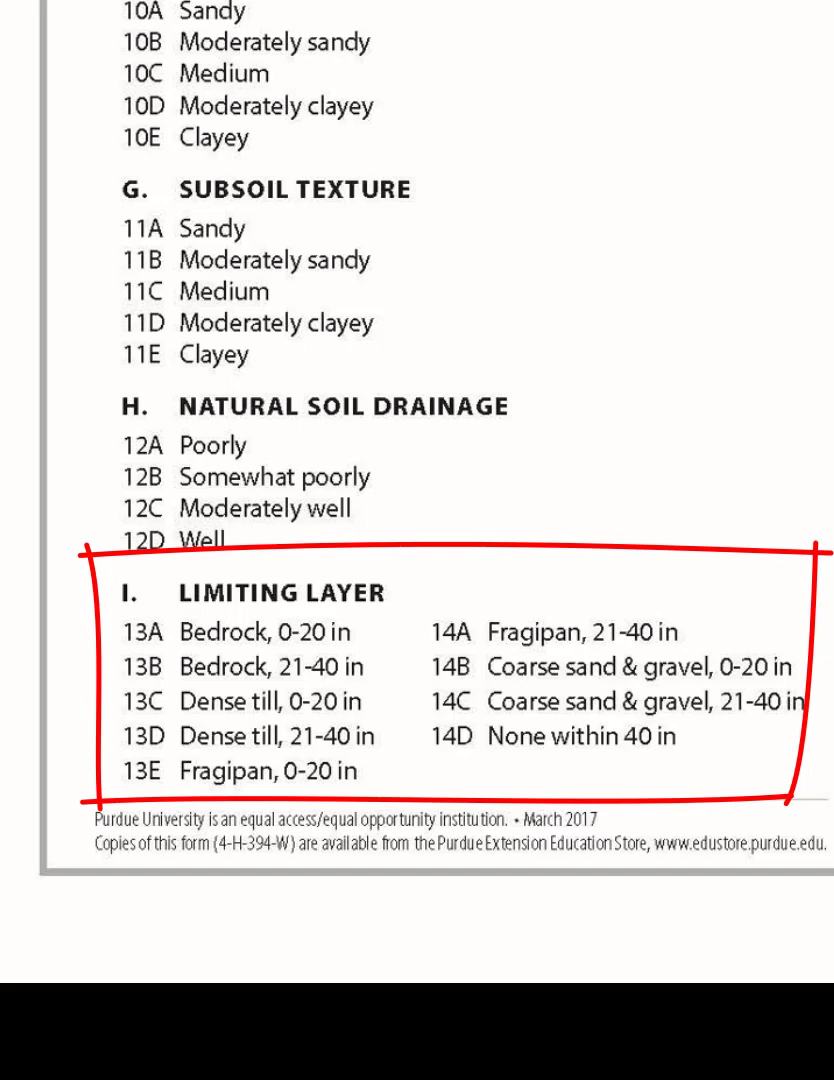 10A Sandy
10B Moderately sandy
10C Medium
10D Moderately clayey
10E Clayey
G. SUBSOIL TEXTURE
11A Sandy
11B Moderately sandy
11C Medium
11D Moderately clayey
11E Clayey
H. NATURAL SOIL DRAINAGE
12A Poorly
12B Somewhat poorly
12C Moderately well
12D Well
I. LIMITING LAYER
13A Bedrock, 0-20 in
13B Bedrock, 21-40 in
13C Dense till, 0-20 in
13D Dense till, 21-40 in
13E Fragipan, 0-20 in
14A Fragipan, 21-40 in
14B Coarse sand & gravel, 0-20 in
14C Coarse sand & gravel, 21-40 in
14D None within 40 in
Purdue University is an equal access/equal opportunity institution. • March 2017
Copies of this form (4-H-394-W) are available from the Purdue Extension Education Store, www.edustore.purdue.edu.